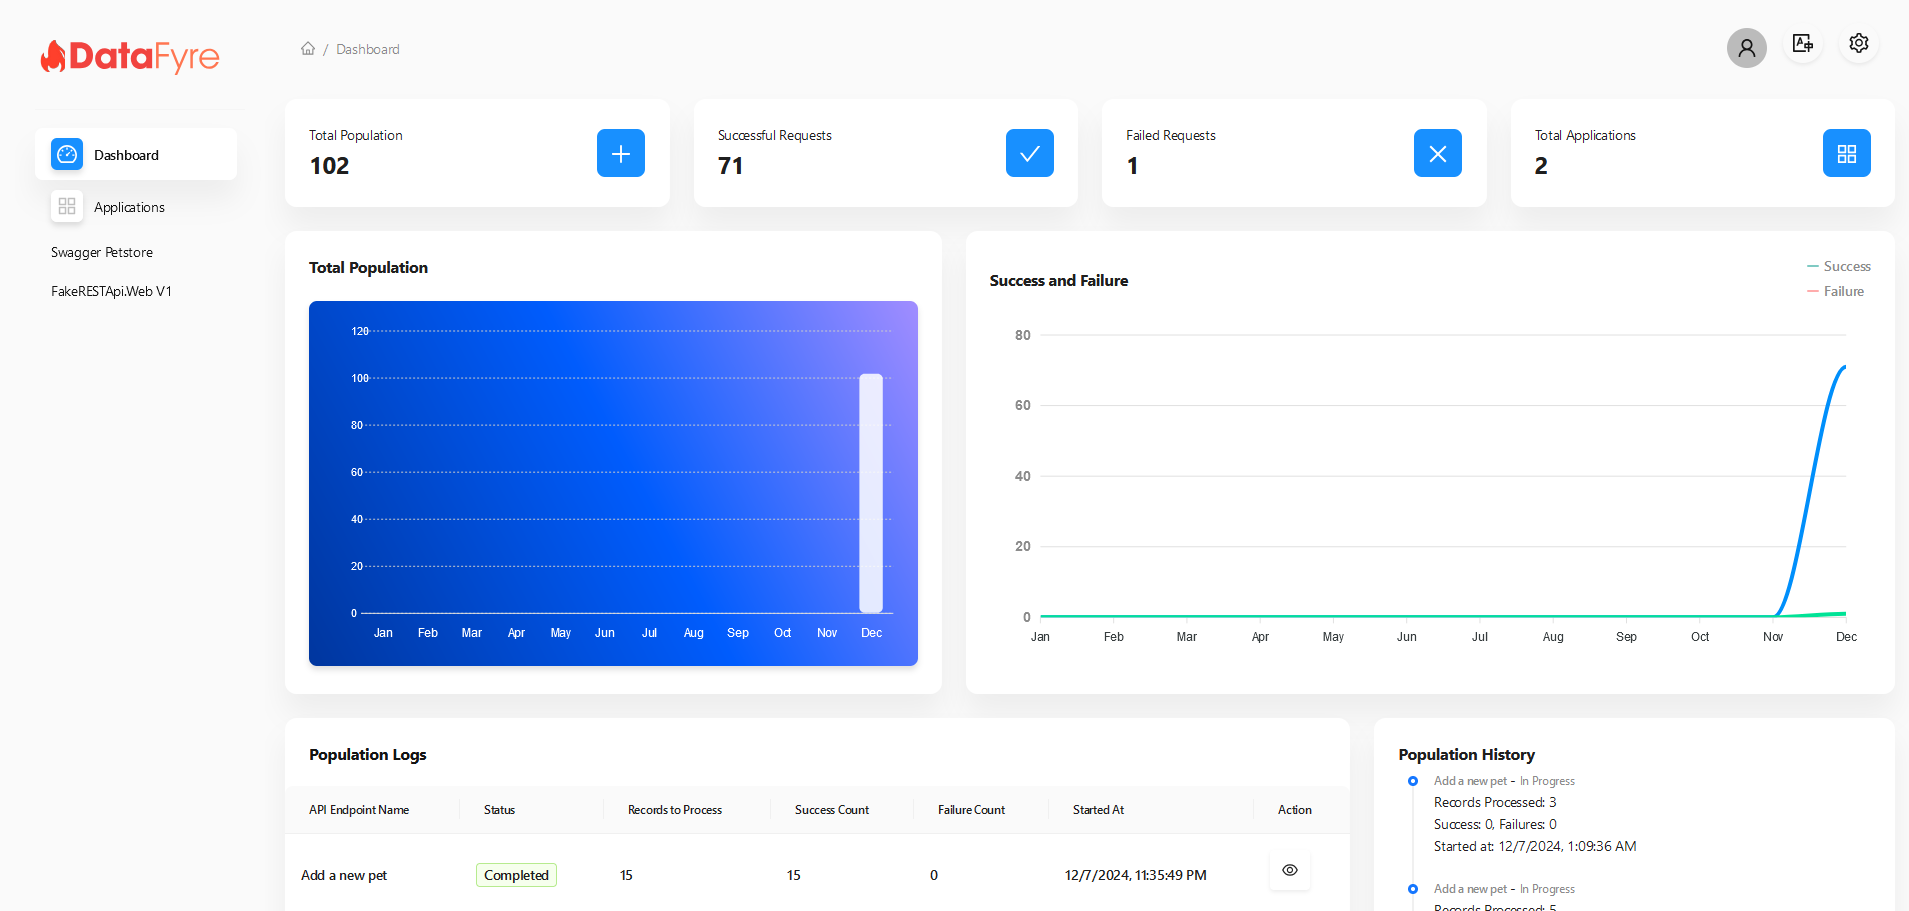 DataFyre
/ Dashboard
Dashboard
Applications
Swagger Petstore
FakeRESTApi.Web V1
Total Population
102
Successful Requests
71
Failed Requests
1
Total Applications
2
Total Population
120
100
80
60
40
20
0
Jan Feb Mar Apr May Jun Jul Aug Sep Oct Nov Dec
Success and Failure
Success
Failure
80
60
40
20
0
Jan Feb Mar Apr May Jun Jul Aug Sep Oct Nov Dec
Population Logs
API Endpoint Name Status Records to Process Success Count Failure Count Started At Action
Add a new pet Completed 15 15 0 12/7/2024, 11:35:49 PM
Population History
Add a new pet - In Progress
Records Processed: 3
Success: 0, Failures: 0
Started at: 12/7/2024, 1:09:36 AM
Add a new pet - In Progress
Records Processed: 5